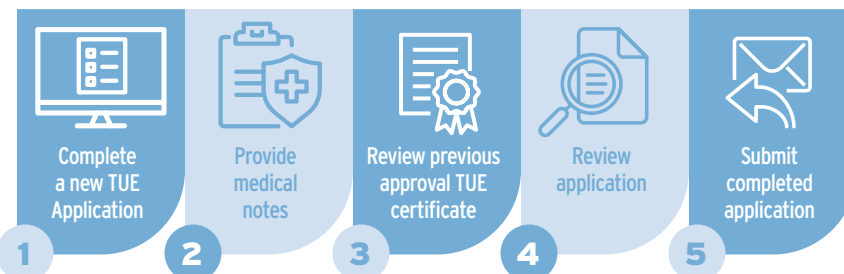 Complete
a new TUE
Application
1
Provide
medical
notes
2
Review previous
approval TUE
certificate
3
Review
application
4
Submit
completed
application
5